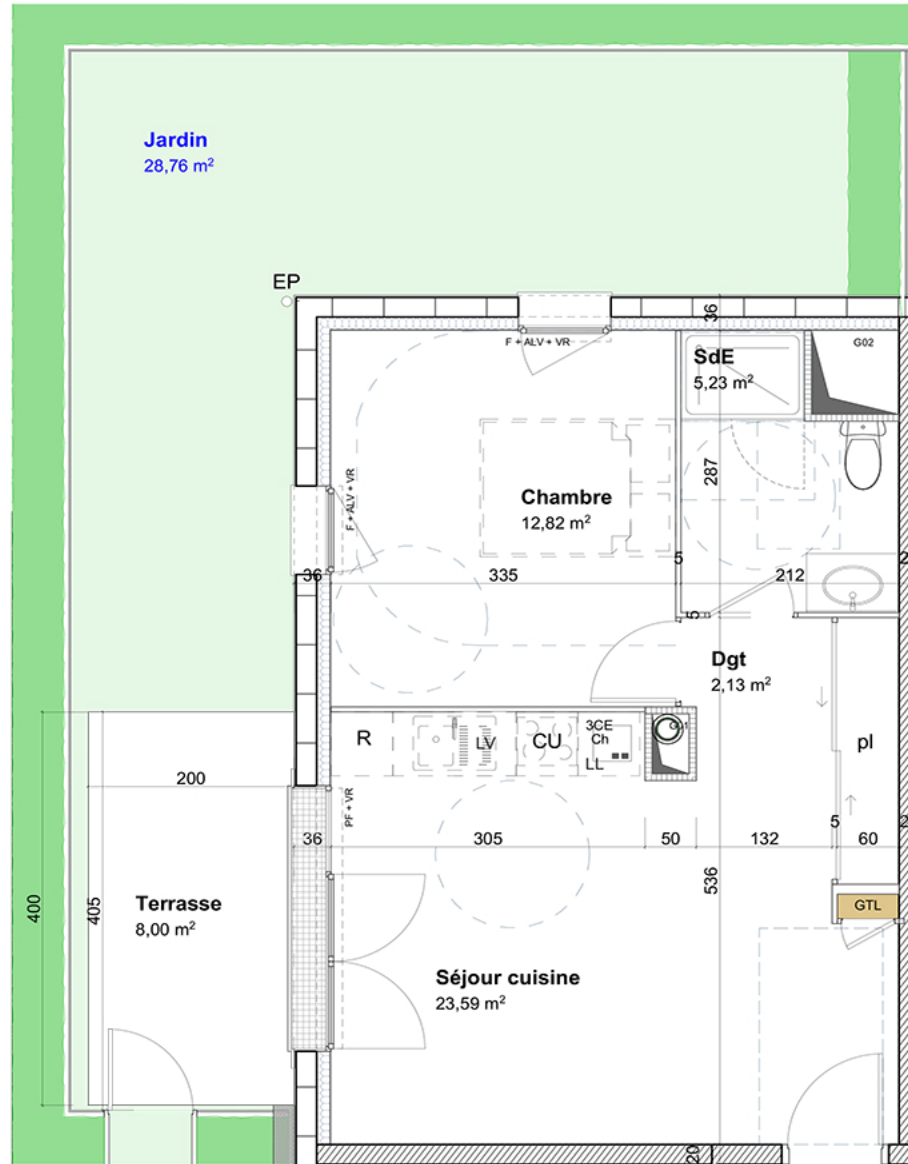 Jardin
28,76 m²
EP
36
F + ALV + VR
SdE
5,23 m²
G02
287
F + ALV + VR
Chambre
12,82 m²
36
335
5
212
2
5
Dgt
2,13 m²
R
LV
CU
3CE
Ch
LL
pl
200
PF + VR
36
305
50
132
5
60
2
400
405
536
Terrasse
8,00 m²
GTL
Séjour cuisine
23,59 m²
20